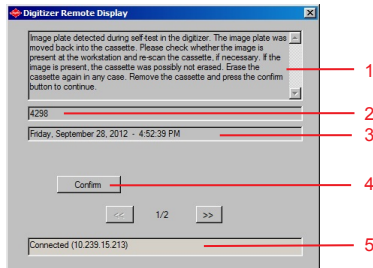 Digitizer Remote Display
Image plate detected during self-test in the digitizer. The image plate was
moved back into the cassette. Please check whether the image is
present at the workstation and re-scan the cassette, if necessary. If the
image is present, the cassette was possibly not erased. Erase the
cassette again in any case. Remove the cassette and press the confirm
button to continue.
1
4298
2
Friday, September 28, 2012 - 4:52:39 PM
3
Confirm
4
<< 1/2 >>
Connected (10.239.15.213)
5